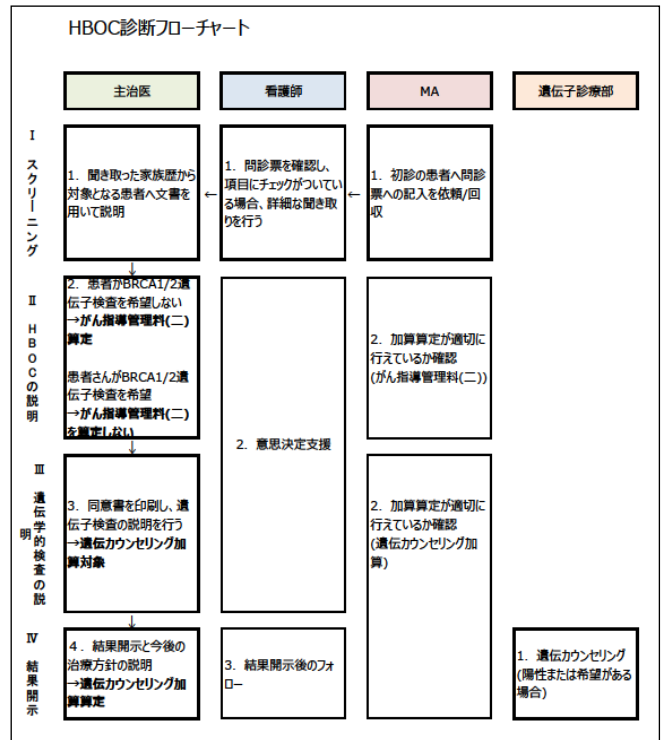 HBOC診断フローチャート
主治医
看護師
MA
遺伝子診療部
Ⅰ スクリーニング
1．聞き取った家族歴から
対象となる患者へ文書を
用いて説明
←
1．問診票を確認し、
項目にチェックがついてい
る場合、詳細な聞き取
りを行う
←
1．初診の患者へ問診
票への記入を依頼/回
収
↓
Ⅱ HBOCの説明
2．患者がBRCA1/2遺
伝子検査を希望しない
→がん指導管理料(二)
算定
患者さんがBRCA1/2遺
伝子検査を希望
→がん指導管理料(二)
を算定しない
2．意思決定支援
2．加算算定が適切に
行えているか確認
(がん指導管理料(二))
↓
Ⅲ 遺伝学的検査の説明
3．同意書を印刷し、遺
伝子検査の説明を行う
→遺伝カウンセリング加
算対象
2．加算算定が適切に
行えているか確認
(遺伝カウンセリング加
算)
↓
Ⅳ 結果開示
４．結果開示と今後の
治療方針の説明
→遺伝カウンセリング加
算算定
3．結果開示後のフォ
ロー
1．遺伝カウンセリング
(陽性または希望がある
場合)